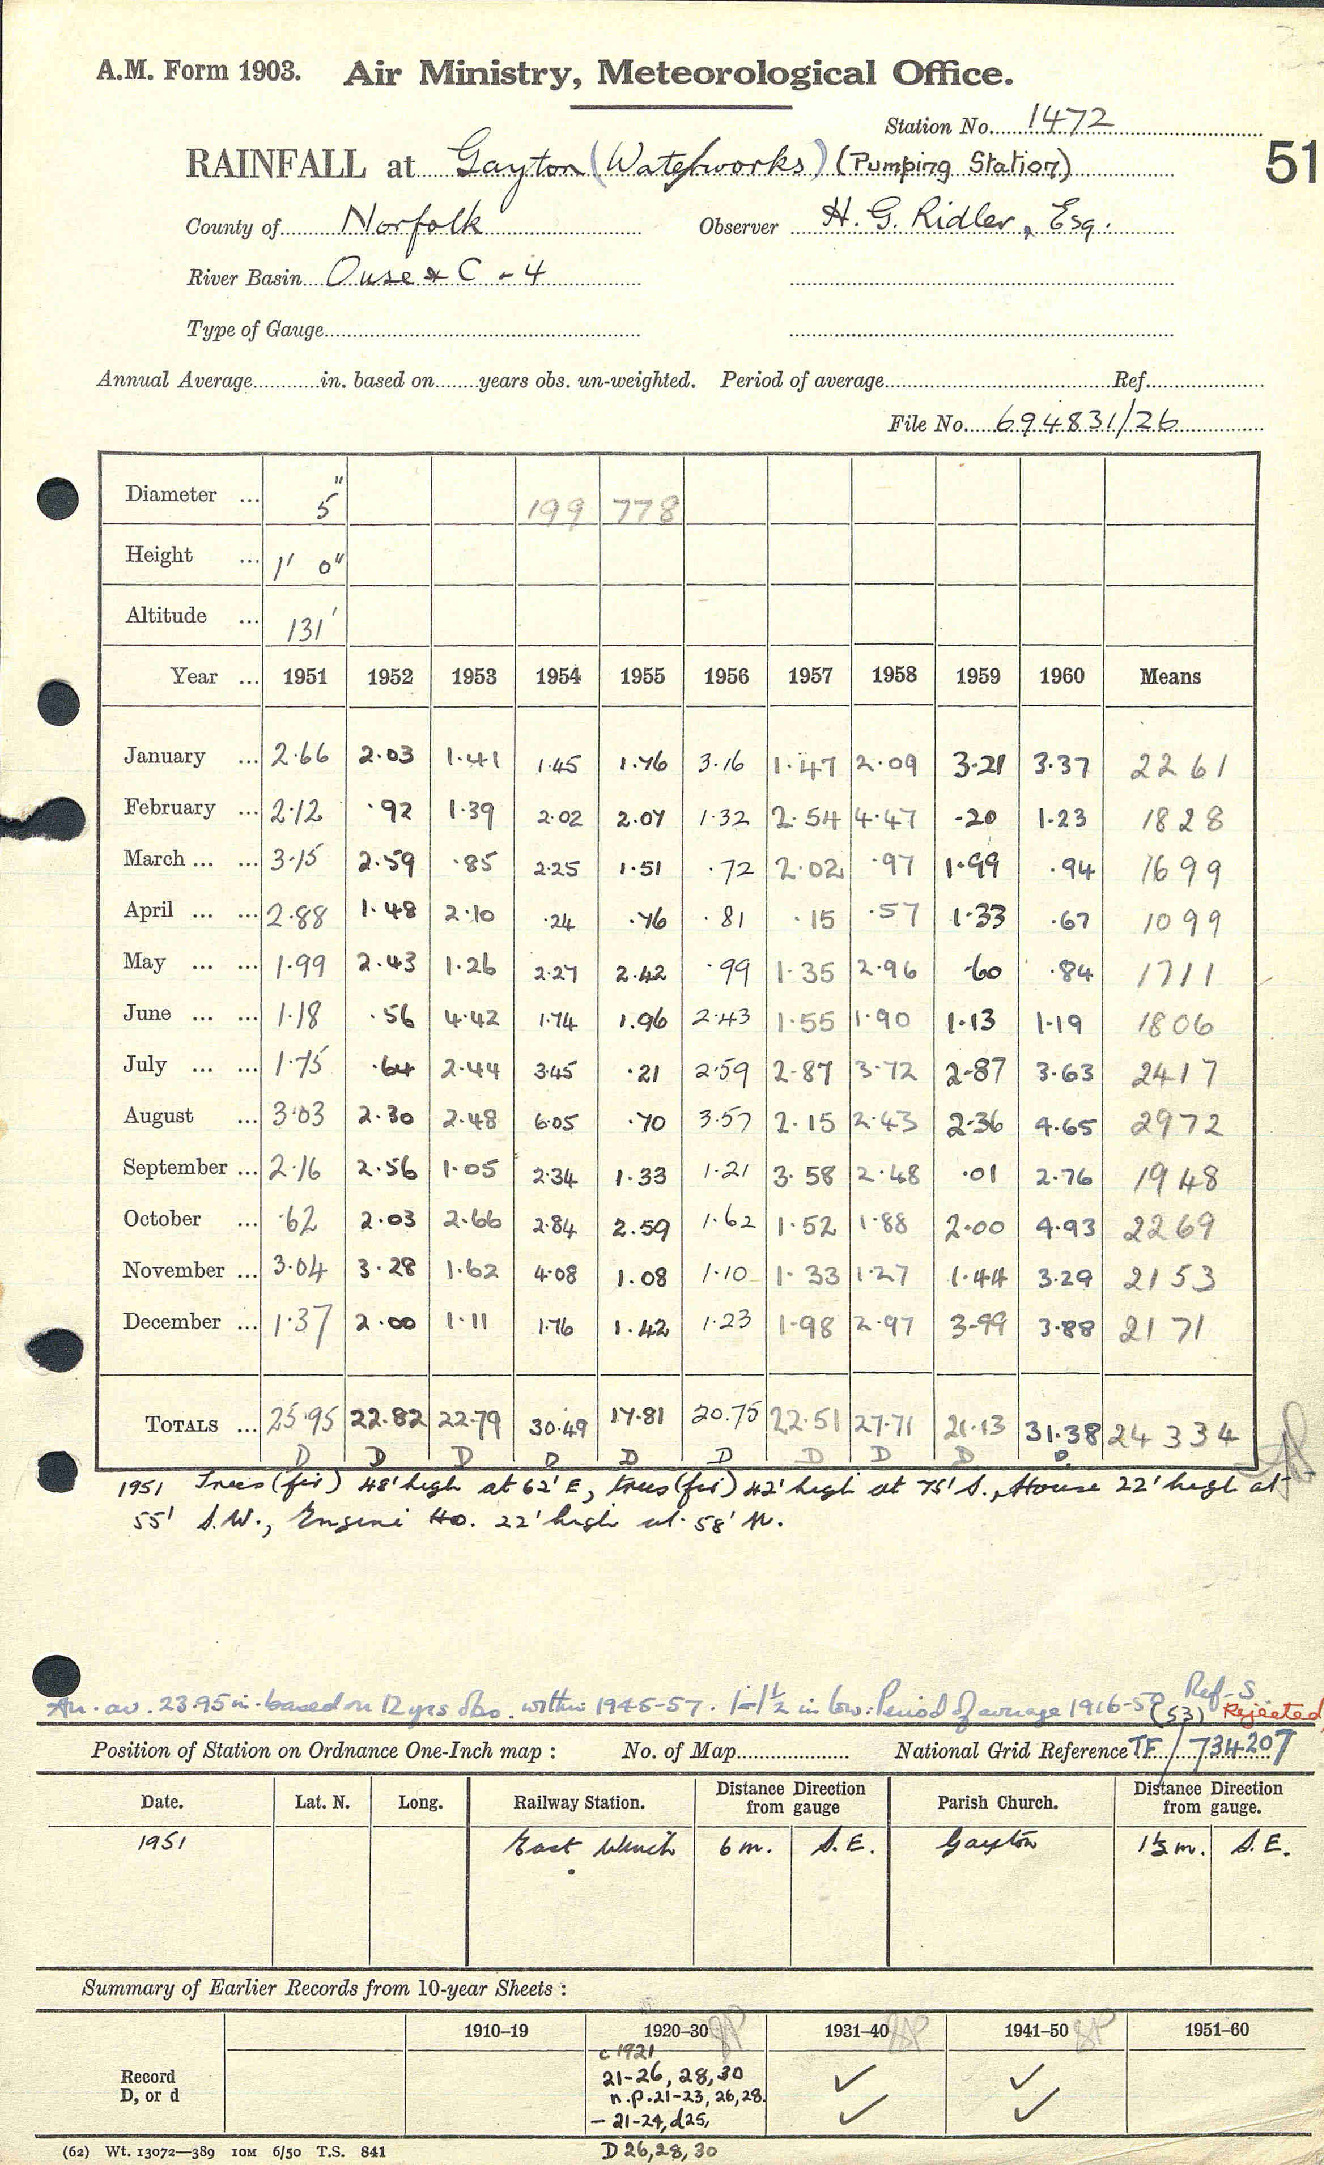 A.M. Form 1903. Air Ministry, Meteorological Office.
Station No. 1472
51
RAINFALL at Gayton (Waterworks) (Pumping Station)
County of Norfolk Observer H. G. Ridler, Esq.
River Basin Ouse & C - 4
Type of Gauge
Annual Average in. based on years obs. un-weighted. Period of average Ref.
File No. 694831/26
Diameter ... 5" 199 778
Height ... 1' 0"
Altitude ... 131'
Year ... 1951 1952 1953 1954 1955 1956 1957 1958 1959 1960 Means
January ... 2.66 2.03 1.41 1.45 1.76 3.16 1.47 2.09 3.21 3.37 2261
February ... 2.12 .92 1.39 2.02 2.07 1.32 2.54 4.47 .20 1.23 1828
March ... ... 3.15 2.59 .85 2.25 1.51 .72 2.02 .97 1.99 .94 1699
April ... ... 2.88 1.48 2.10 .24 .76 .81 .15 .57 1.33 .67 1099
May ... ... 1.99 2.43 1.26 2.27 2.42 .99 1.35 2.96 .60 .84 1711
June ... ... 1.18 .56 4.42 1.74 1.96 2.43 1.55 1.90 1.13 1.19 1806
July ... ... 1.75 .64 2.44 3.45 .21 2.59 2.87 3.72 2.87 3.63 2417
August ... 3.03 2.30 2.48 6.05 .70 3.57 2.15 2.43 2.36 4.65 2972
September ... 2.16 2.56 1.05 2.34 1.33 1.21 3.58 2.48 .01 2.76 1948
October ... .62 2.03 2.66 2.84 2.59 1.62 1.52 1.88 2.00 4.93 2269
November ... 3.04 3.28 1.62 4.08 1.08 1.10 1.33 1.27 1.44 3.29 2153
December ... 1.37 2.00 1.11 1.76 1.42 1.23 1.98 2.97 3.99 3.88 2171
TOTALS ... 25.95 22.82 22.79 30.49 17.81 20.75 22.51 27.71 21.13 31.38 24334
D D D D D D D D D D
1951 Trees (fir) 48' high at 62' E, trees (fir) 42' high at 75' S., House 22' high at
55' S.W., Engine Ho. 22' high at 58' N.
An. av. 23.95 in. based on 12 yrs obs. within 1945-57. 1-1½ in low. Period of average 1916-50 Ref. S
(53) Rejected
Position of Station on Ordnance One-Inch map : No. of Map National Grid Reference TF/734207
Date. Lat. N. Long. Railway Station. Distance Direction from gauge Parish Church. Distance Direction from gauge.
1951 East Winch 6 m. S.E. Gayton 1½ m. S.E.
Summary of Earlier Records from 10-year Sheets :
1910–19 1920–30 1931–40 1941–50 1951–60
c 1921
Record 21-26, 28, 30 ✓ ✓
D, or d n.p. 21-23, 26, 28.
— 21-24, d25, ✓ ✓
D 26, 28, 30
(62) Wt. 13072—389 10M 6/50 T.S. 841